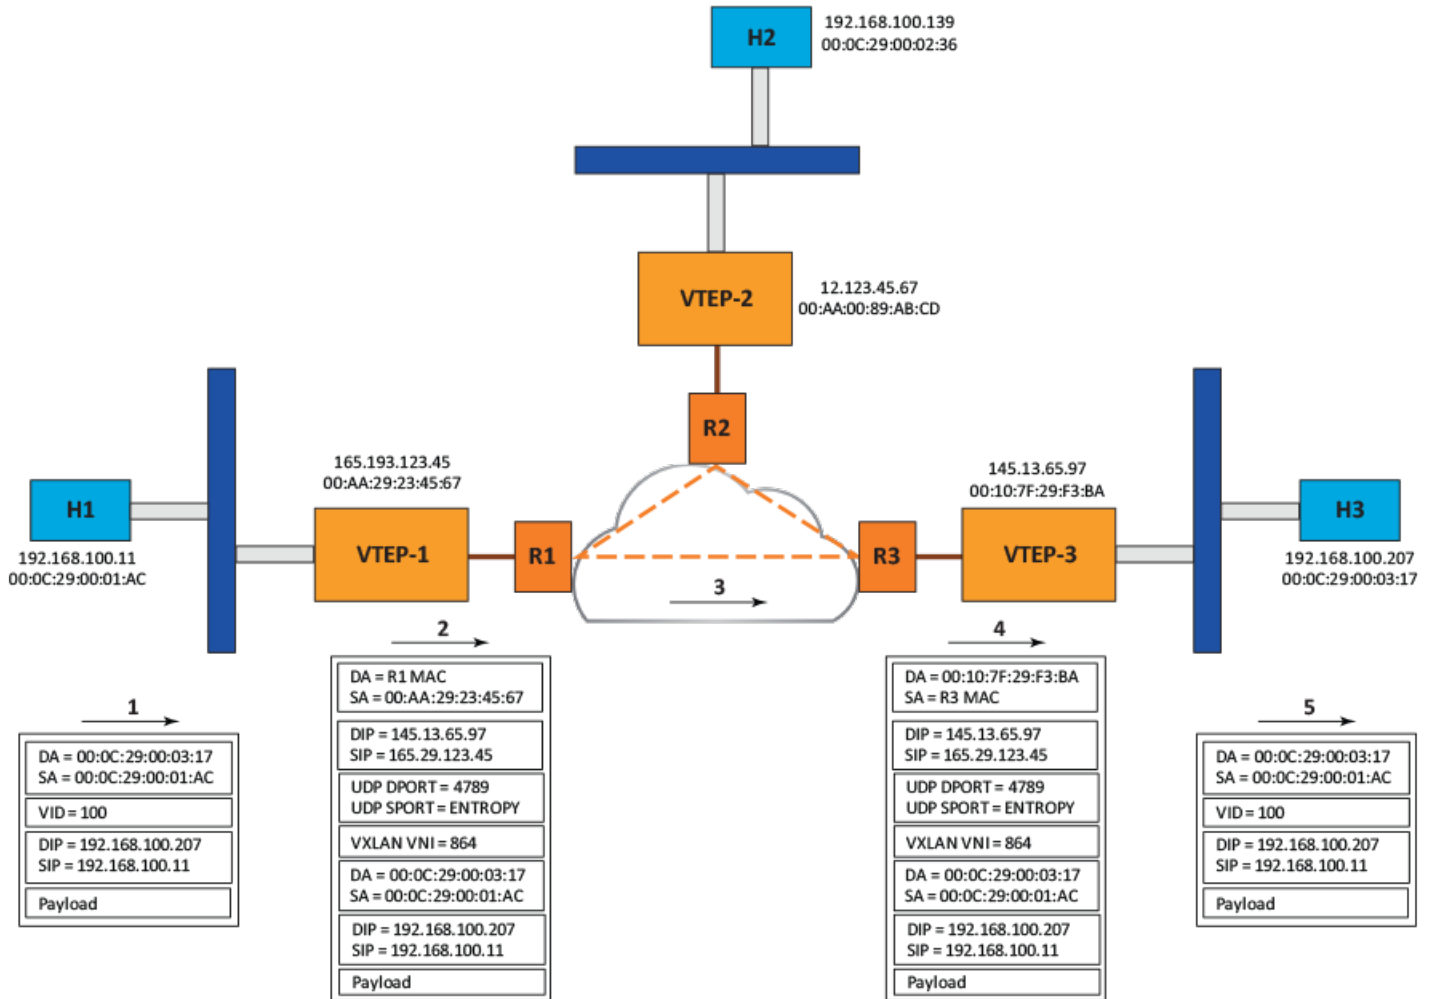 H2
192.168.100.139
00:0C:29:00:02:36
VTEP-2
12.123.45.67
00:AA:00:89:AB:CD
R2
165.193.123.45
00:AA:29:23:45:67
145.13.65.97
00:10:7F:29:F3:BA
H1
192.168.100.11
00:0C:29:00:01:AC
VTEP-1
R1
R3
VTEP-3
H3
192.168.100.207
00:0C:29:00:03:17
3
1
DA = 00:0C:29:00:03:17
SA = 00:0C:29:00:01:AC
VID = 100
DIP = 192.168.100.207
SIP = 192.168.100.11
Payload
2
DA = R1 MAC
SA = 00:AA:29:23:45:67
DIP = 145.13.65.97
SIP = 165.29.123.45
UDP DPORT = 4789
UDP SPORT = ENTROPY
VXLAN VNI = 864
DA = 00:0C:29:00:03:17
SA = 00:0C:29:00:01:AC
DIP = 192.168.100.207
SIP = 192.168.100.11
Payload
4
DA = 00:10:7F:29:F3:BA
SA = R3 MAC
DIP = 145.13.65.97
SIP = 165.29.123.45
UDP DPORT = 4789
UDP SPORT = ENTROPY
VXLAN VNI = 864
DA = 00:0C:29:00:03:17
SA = 00:0C:29:00:01:AC
DIP = 192.168.100.207
SIP = 192.168.100.11
Payload
5
DA = 00:0C:29:00:03:17
SA = 00:0C:29:00:01:AC
VID = 100
DIP = 192.168.100.207
SIP = 192.168.100.11
Payload